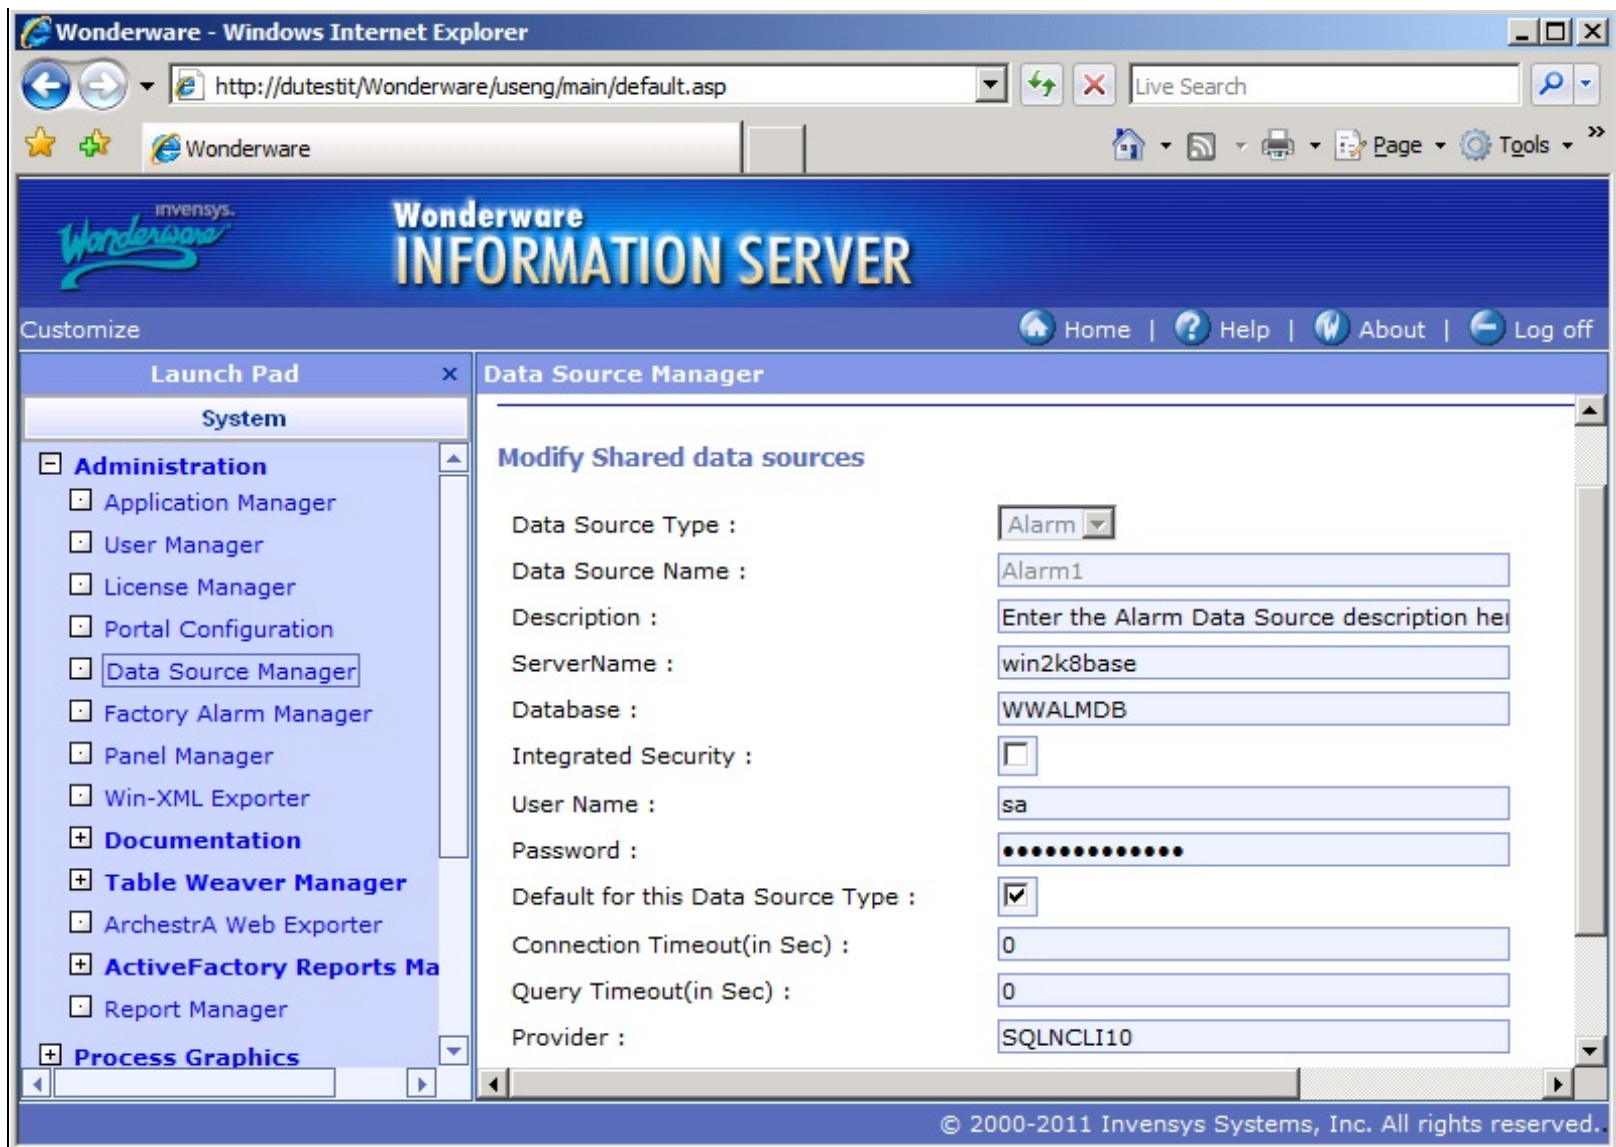 Wonderware - Windows Internet Explorer
http://dutestit/Wonderware/useng/main/default.asp
Live Search
Wonderware
Page
Tools
»
invensys.
Wonderware
Wonderware
INFORMATION SERVER
Customize
Home | Help | About | Log off
Launch Pad x
Data Source Manager
System
Administration
Application Manager
User Manager
License Manager
Portal Configuration
Data Source Manager
Factory Alarm Manager
Panel Manager
Win-XML Exporter
Documentation
Table Weaver Manager
ArchestrA Web Exporter
ActiveFactory Reports Ma
Report Manager
Process Graphics
Modify Shared data sources
Data Source Type : Alarm
Data Source Name : Alarm1
Description : Enter the Alarm Data Source description her
ServerName : win2k8base
Database : WWALMDB
Integrated Security :
User Name : sa
Password : •••••••••••••
Default for this Data Source Type :
Connection Timeout(in Sec) : 0
Query Timeout(in Sec) : 0
Provider : SQLNCLI10
© 2000-2011 Invensys Systems, Inc. All rights reserved..